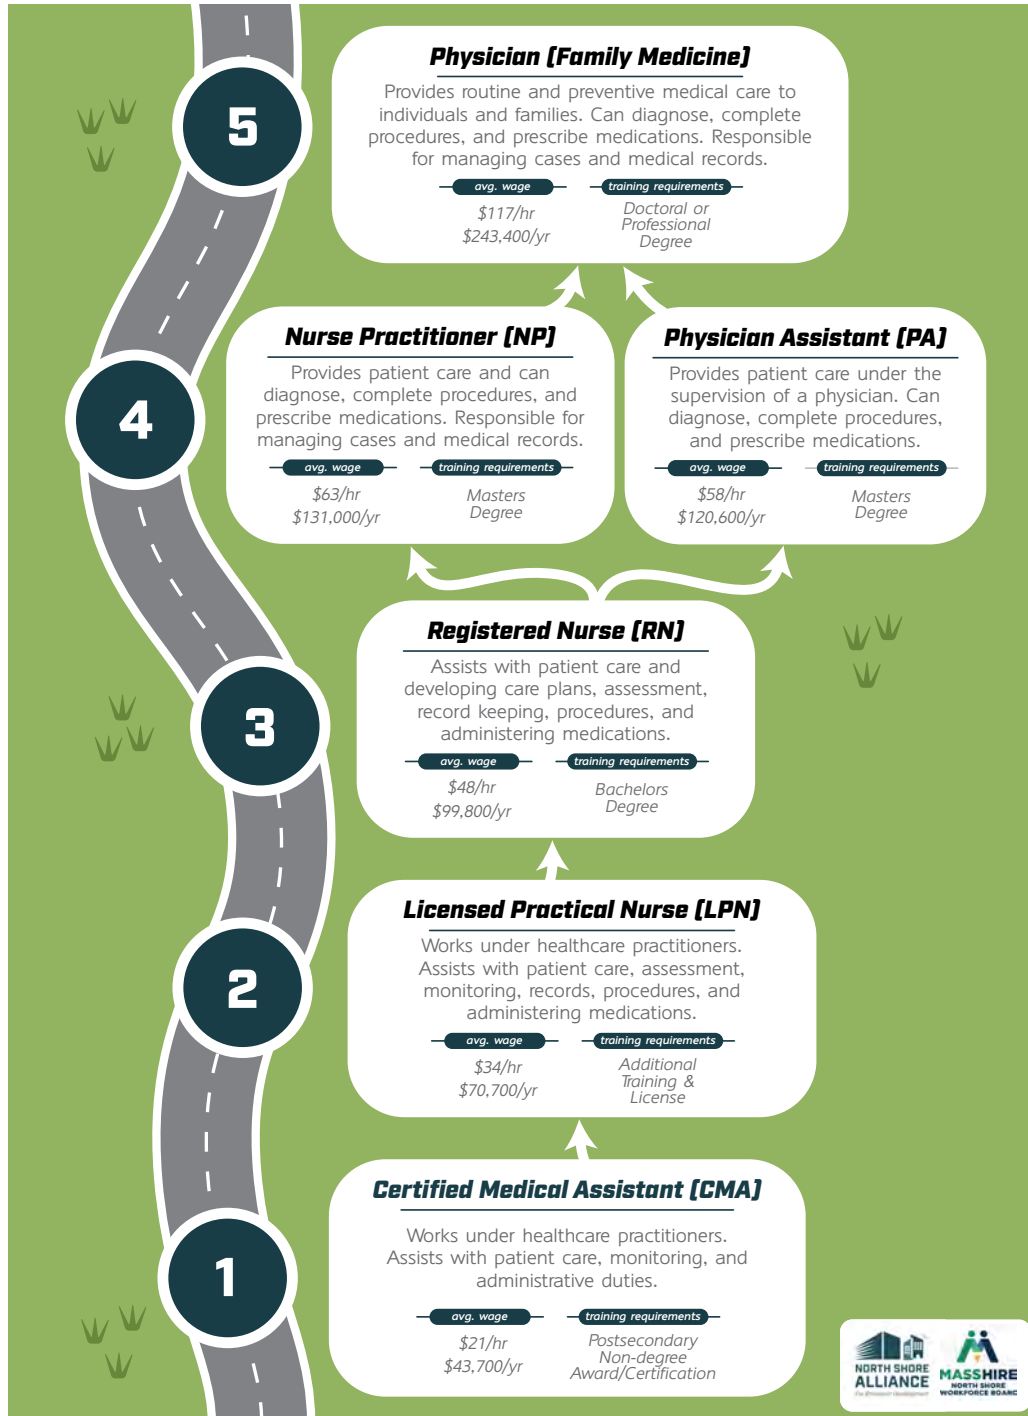 5
Physician (Family Medicine)
Provides routine and preventive medical care to
individuals and families. Can diagnose, complete
procedures, and prescribe medications. Responsible
for managing cases and medical records.
avg. wage
$117/hr
$243,400/yr
training requirements
Doctoral or
Professional
Degree
4
Nurse Practitioner (NP)
Provides patient care and can
diagnose, complete procedures, and
prescribe medications. Responsible for
managing cases and medical records.
avg. wage
$63/hr
$131,000/yr
training requirements
Masters
Degree
Physician Assistant (PA)
Provides patient care under the
supervision of a physician. Can
diagnose, complete procedures,
and prescribe medications.
avg. wage
$58/hr
$120,600/yr
training requirements
Masters
Degree
3
Registered Nurse (RN)
Assists with patient care and
developing care plans, assessment,
record keeping, procedures, and
administering medications.
avg. wage
$48/hr
$99,800/yr
training requirements
Bachelors
Degree
2
Licensed Practical Nurse (LPN)
Works under healthcare practitioners.
Assists with patient care, assessment,
monitoring, records, procedures, and
administering medications.
avg. wage
$34/hr
$70,700/yr
training requirements
Additional
Training &
License
1
Certified Medical Assistant (CMA)
Works under healthcare practitioners.
Assists with patient care, monitoring, and
administrative duties.
avg. wage
$21/hr
$43,700/yr
training requirements
Postsecondary
Non-degree
Award/Certification
NORTH SHORE
ALLIANCE
For Economic Development
MASSHIRE
NORTH SHORE
WORKFORCE BOARD